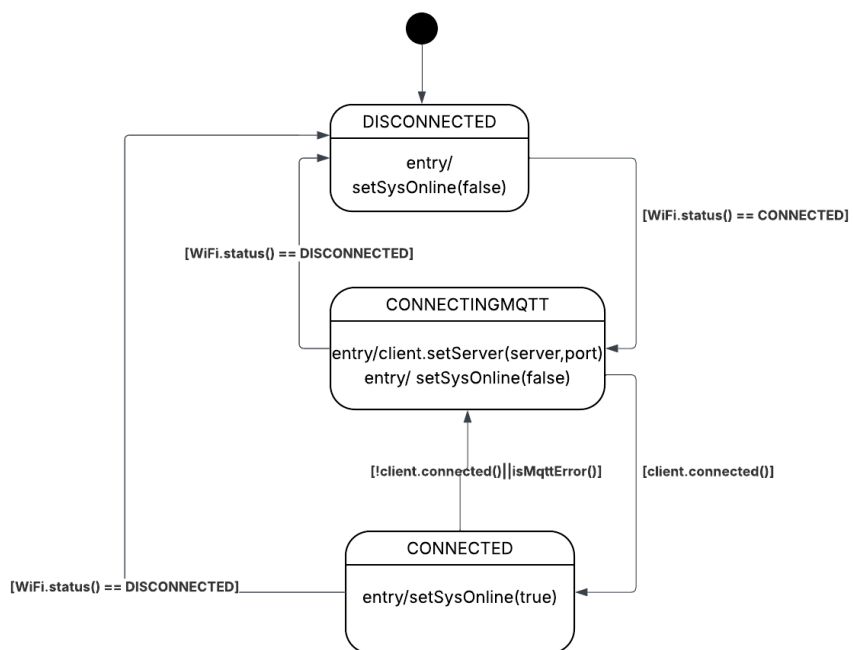 DISCONNECTED
entry/
setSysOnline(false)
[WiFi.status() == CONNECTED]
[WiFi.status() == DISCONNECTED]
CONNECTINGMQTT
entry/client.setServer(server,port)
entry/ setSysOnline(false)
[!client.connected()||isMqttError()]
[client.connected()]
CONNECTED
entry/setSysOnline(true)
[WiFi.status() == DISCONNECTED]